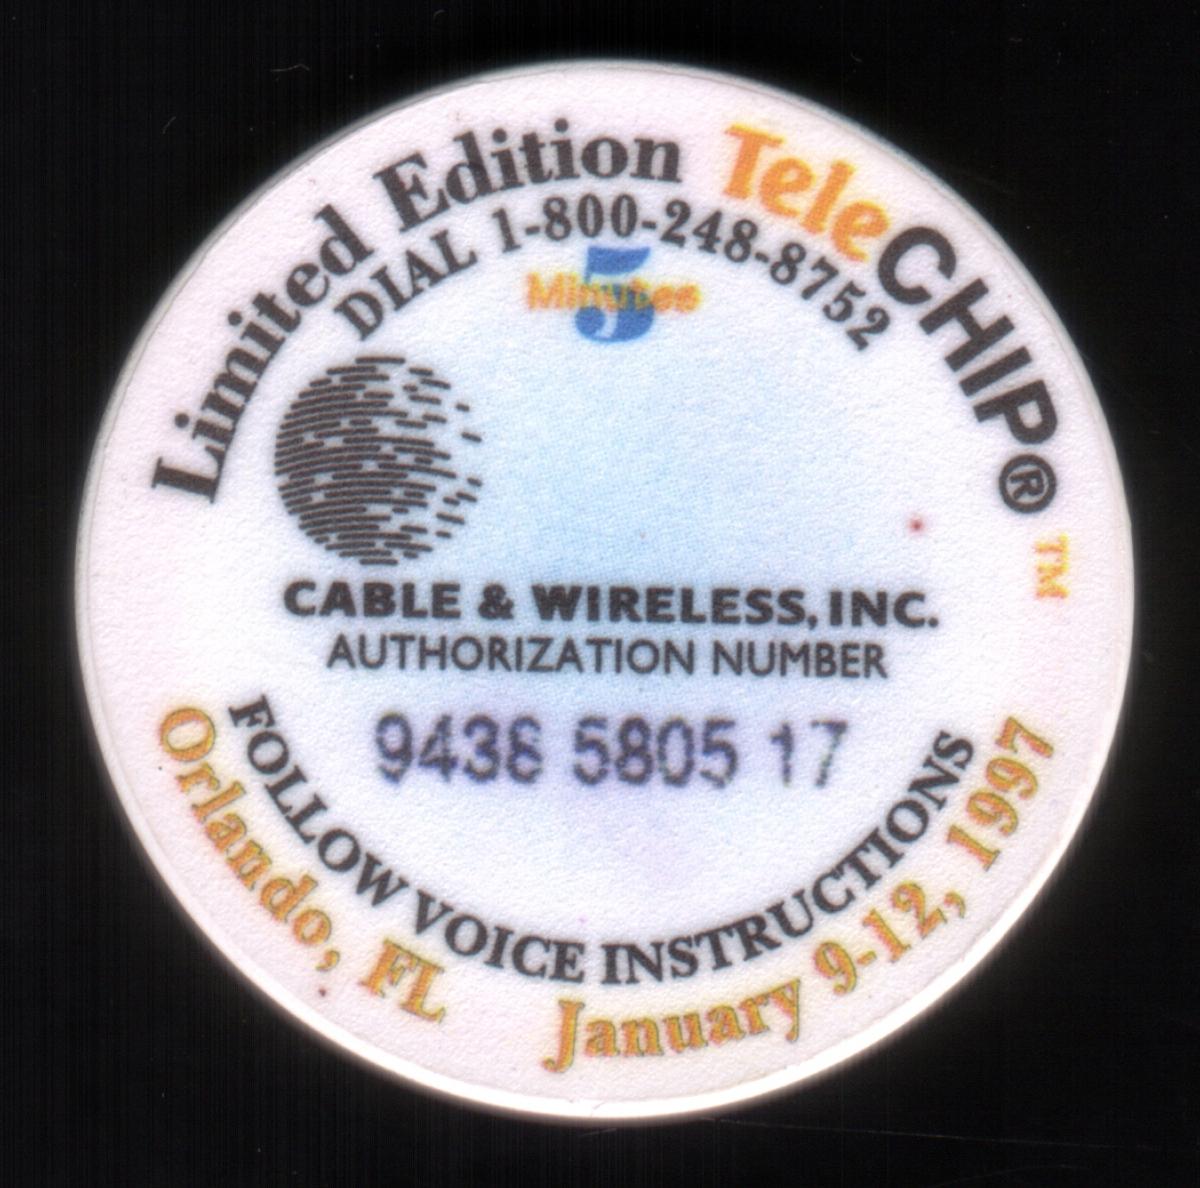 Limited Edition TeleCHIP® ™
DIAL 1-800-248-8752
5
Minutes
CABLE & WIRELESS, INC.
AUTHORIZATION NUMBER
9436 5805 17
FOLLOW VOICE INSTRUCTIONS
Orlando, FL January 9-12, 1997